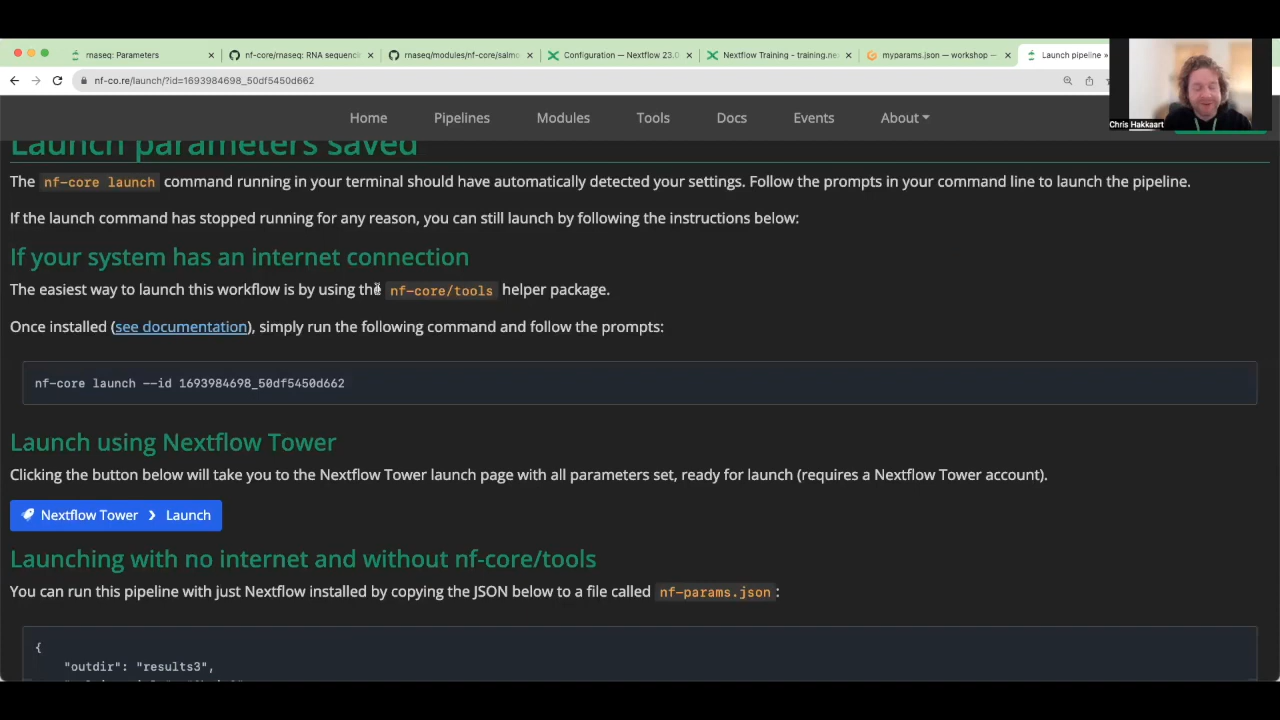 rnaseq: Parameters
nf-core/rnaseq: RNA sequencin
rnaseq/modules/nf-core/salmo
Configuration — Nextflow 23.0
Nextflow Training - training.ne
myparams.json — workshop —
Launch pipeline »
nf-co.re/launch/?id=1693984698_50df5450d662
Chris Hakkaart
Home
Pipelines
Modules
Tools
Docs
Events
About
Launch parameters saved
The nf-core launch command running in your terminal should have automatically detected your settings. Follow the prompts in your command line to launch the pipeline.
If the launch command has stopped running for any reason, you can still launch by following the instructions below:
If your system has an internet connection
The easiest way to launch this workflow is by using the nf-core/tools helper package.
Once installed (see documentation), simply run the following command and follow the prompts:
nf-core launch --id 1693984698_50df5450d662
Launch using Nextflow Tower
Clicking the button below will take you to the Nextflow Tower launch page with all parameters set, ready for launch (requires a Nextflow Tower account).
Nextflow Tower › Launch
Launching with no internet and without nf-core/tools
You can run this pipeline with just Nextflow installed by copying the JSON below to a file called nf-params.json:
{
"outdir": "results3",